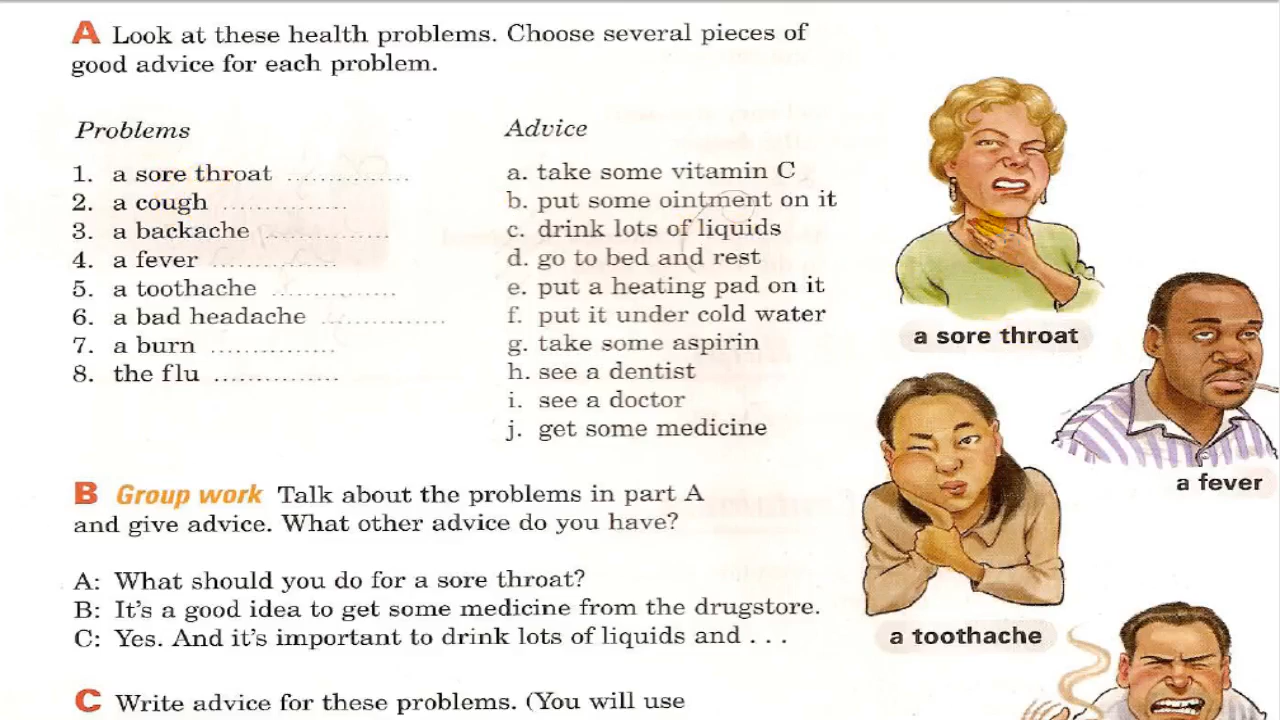 A Look at these health problems. Choose several pieces of
good advice for each problem.
Problems
1. a sore throat ..............
2. a cough ..............
3. a backache ..............
4. a fever ..............
5. a toothache ..............
6. a bad headache ..............
7. a burn ..............
8. the flu ..............
Advice
a. take some vitamin C
b. put some ointment on it
c. drink lots of liquids
d. go to bed and rest
e. put a heating pad on it
f. put it under cold water
g. take some aspirin
h. see a dentist
i. see a doctor
j. get some medicine
a sore throat
a fever
a toothache
B Group work Talk about the problems in part A
and give advice. What other advice do you have?
A: What should you do for a sore throat?
B: It's a good idea to get some medicine from the drugstore.
C: Yes. And it's important to drink lots of liquids and . . .
C Write advice for these problems. (You will use